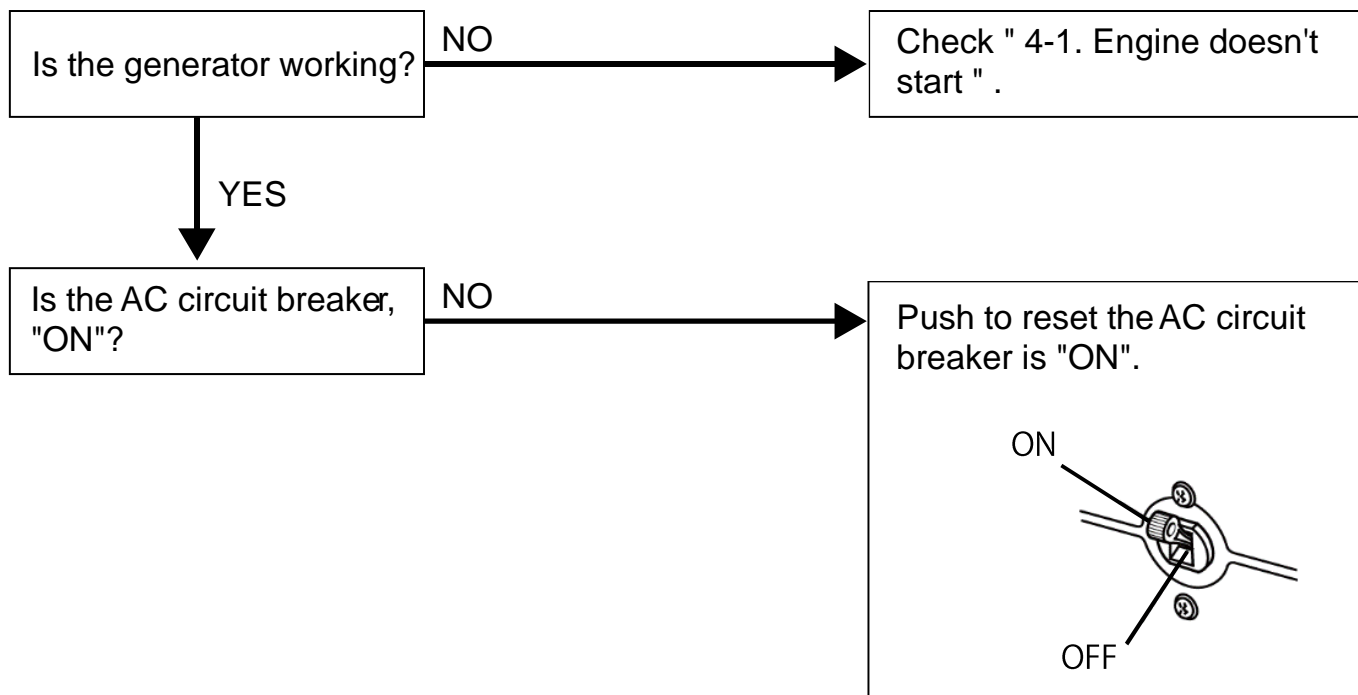 Is the generator working?
NO
Check " 4-1. Engine doesn't
start " .
YES
Is the AC circuit breaker,
"ON"?
NO
Push to reset the AC circuit
breaker is "ON".
ON
OFF